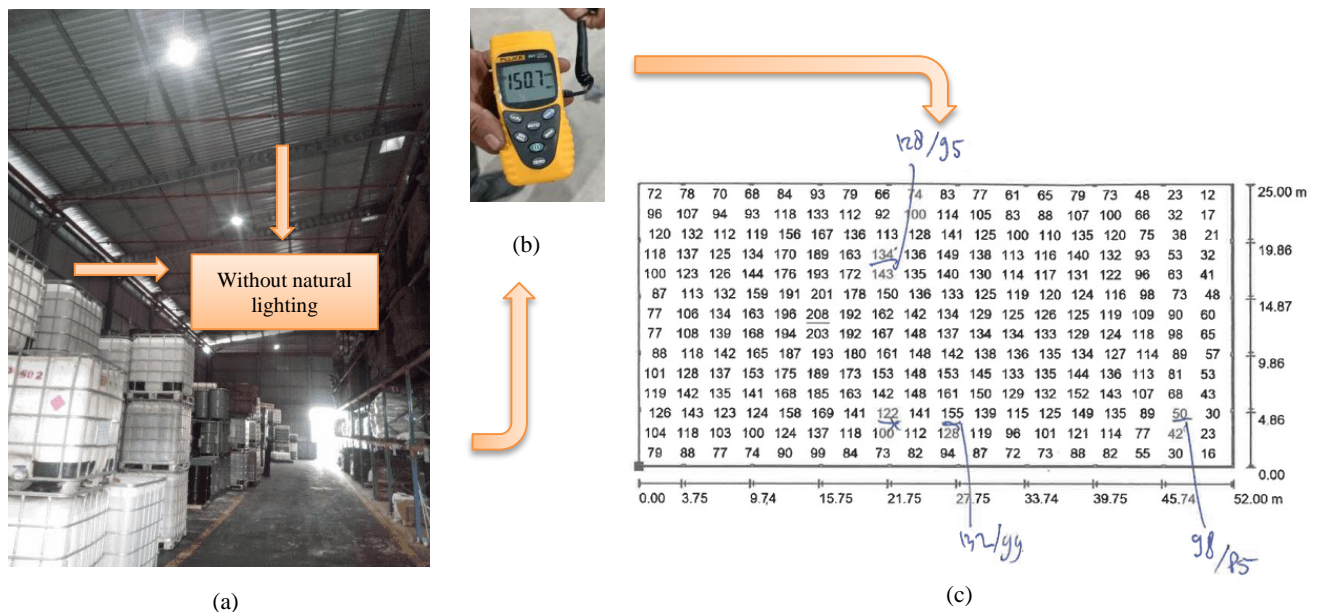 Without natural
lighting
FLUKE
150.7
(b)
128/95
72 78 70 68 84 93 79 66 74 83 77 61 65 79 73 48 23 12
96 107 94 93 118 133 112 92 100 114 105 83 88 107 100 66 32 17
120 132 112 119 156 167 136 113 128 141 125 100 110 135 120 75 38 21
118 137 125 134 170 189 163 134 136 149 138 113 116 140 132 93 53 32
100 123 126 144 176 193 172 143 135 140 130 114 117 131 122 96 63 41
87 113 132 159 191 201 178 150 136 133 125 119 120 124 116 98 73 48
77 106 134 163 196 208 192 162 142 134 129 125 126 125 119 109 90 60
77 108 139 168 194 203 192 167 148 137 134 134 133 129 124 118 98 65
88 118 142 165 187 193 180 161 148 142 138 136 135 134 127 114 89 57
101 128 137 153 175 189 173 153 148 153 145 133 135 144 136 113 81 53
119 142 135 141 168 185 163 142 148 161 150 129 132 152 143 107 68 43
126 143 123 124 158 169 141 122 141 155 139 115 125 149 135 89 50 30
104 118 103 100 124 137 118 100 112 128 119 96 101 121 114 77 42 23
79 88 77 74 90 99 84 73 82 94 87 72 73 88 82 55 30 16
25.00 m
19.86
14.87
9.86
4.86
0.00
0.00 3.75 9.74 15.75 21.75 27.75 33.74 39.75 45.74 52.00 m
132/99
98/85
(a)
(c)